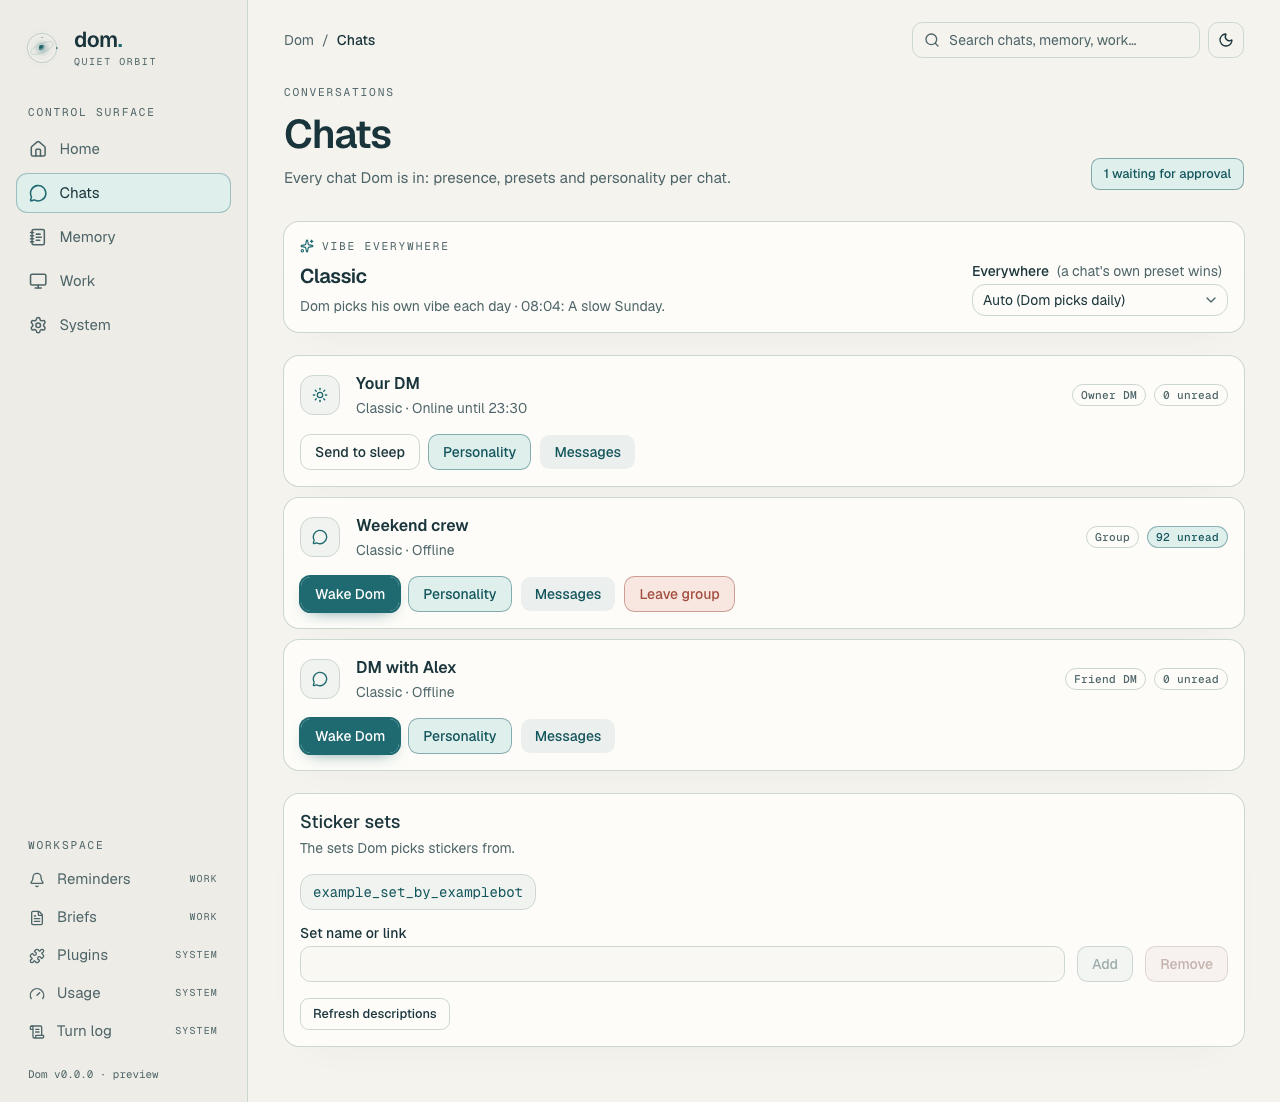 dom.
QUIET ORBIT
CONTROL SURFACE
Home
Chats
Memory
Work
System
WORKSPACE
Reminders WORK
Briefs WORK
Plugins SYSTEM
Usage SYSTEM
Turn log SYSTEM
Dom v0.0.0 · preview
Dom / Chats
Search chats, memory, work…
CONVERSATIONS
Chats
Every chat Dom is in: presence, presets and personality per chat.
1 waiting for approval
VIBE EVERYWHERE
Classic
Dom picks his own vibe each day · 08:04: A slow Sunday.
Everywhere (a chat's own preset wins)
Auto (Dom picks daily)
Your DM
Classic · Online until 23:30
Owner DM 0 unread
Send to sleep Personality Messages
Weekend crew
Classic · Offline
Group 92 unread
Wake Dom Personality Messages Leave group
DM with Alex
Classic · Offline
Friend DM 0 unread
Wake Dom Personality Messages
Sticker sets
The sets Dom picks stickers from.
example_set_by_examplebot
Set name or link
Add Remove
Refresh descriptions